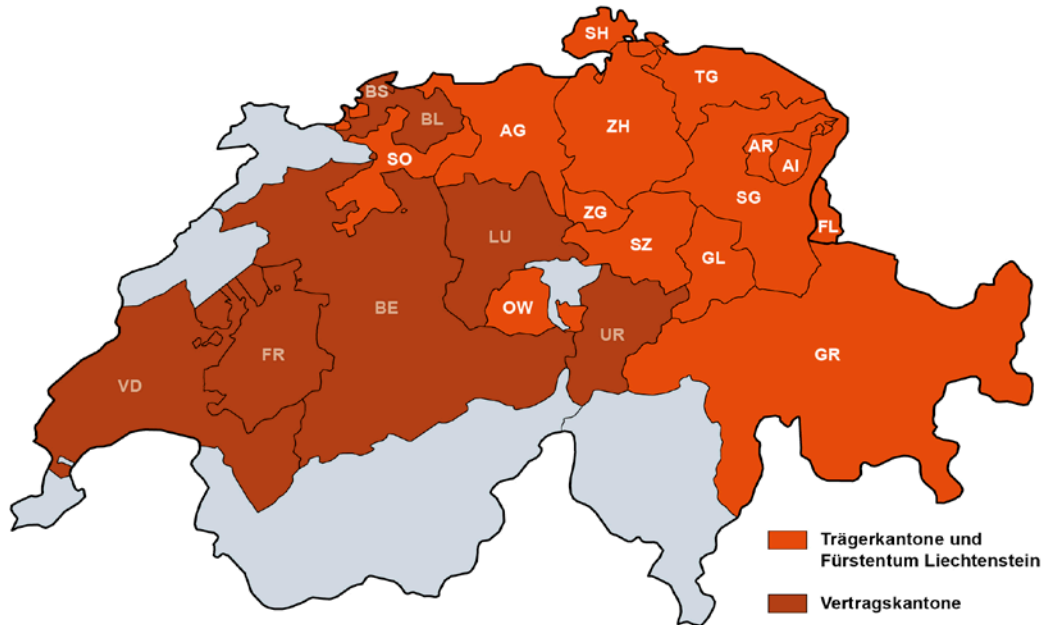 SH
TG
BS
BL
AG
ZH
AR
AI
SO
SG
ZG
FL
LU
SZ
GL
OW
BE
UR
FR
GR
VD
Trägerkantone und
Fürstentum Liechtenstein
Vertragskantone